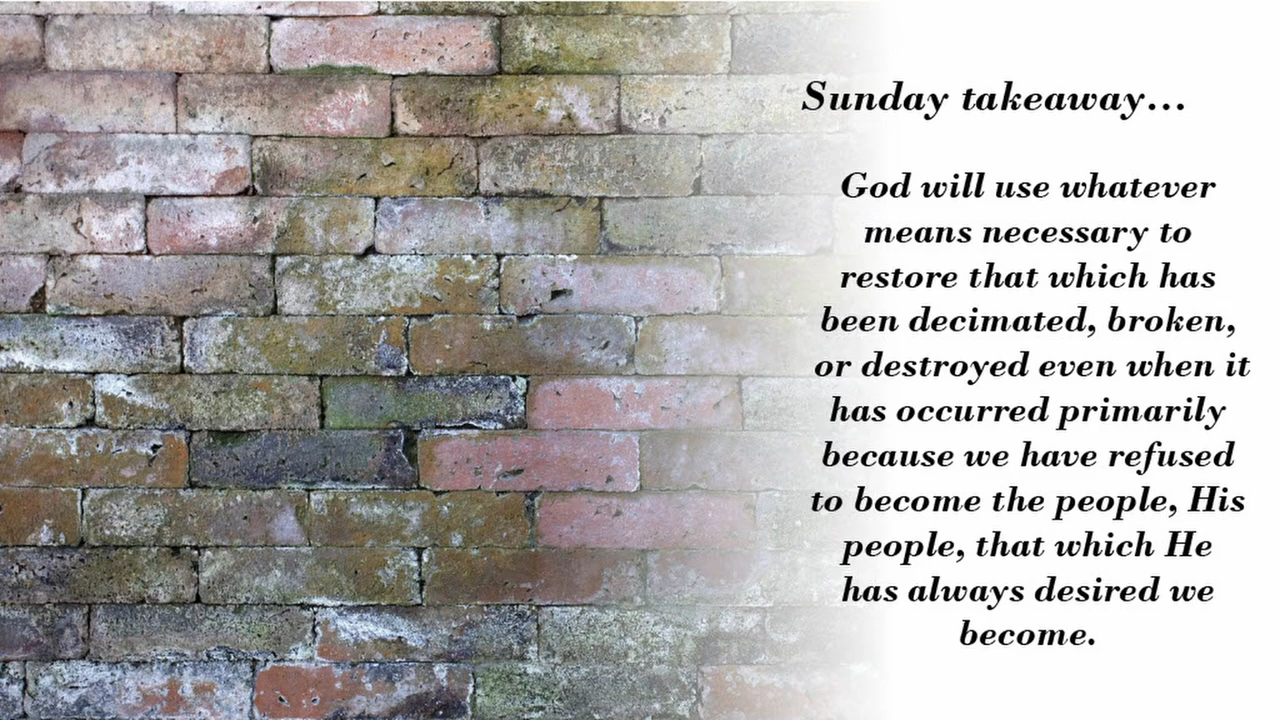 Sunday takeaway...
God will use whatever
means necessary to
restore that which has
been decimated, broken,
or destroyed even when it
has occurred primarily
because we have refused
to become the people, His
people, that which He
has always desired we
become.